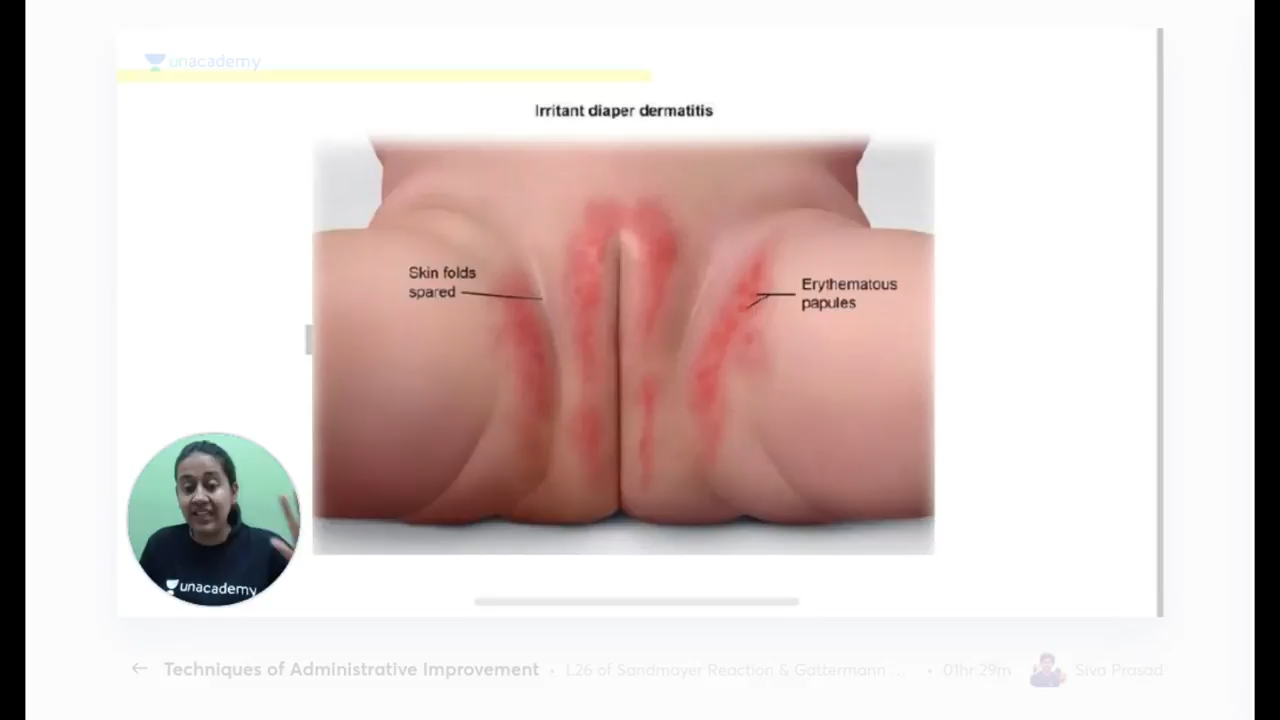 unacademy
Irritant diaper dermatitis
Skin folds
spared
Erythematous
papules
unacademy
Techniques of Administrative Improvement • L26 of Sandmayer Reaction & Gattermann ... • 01hr 29m Siva Prasad